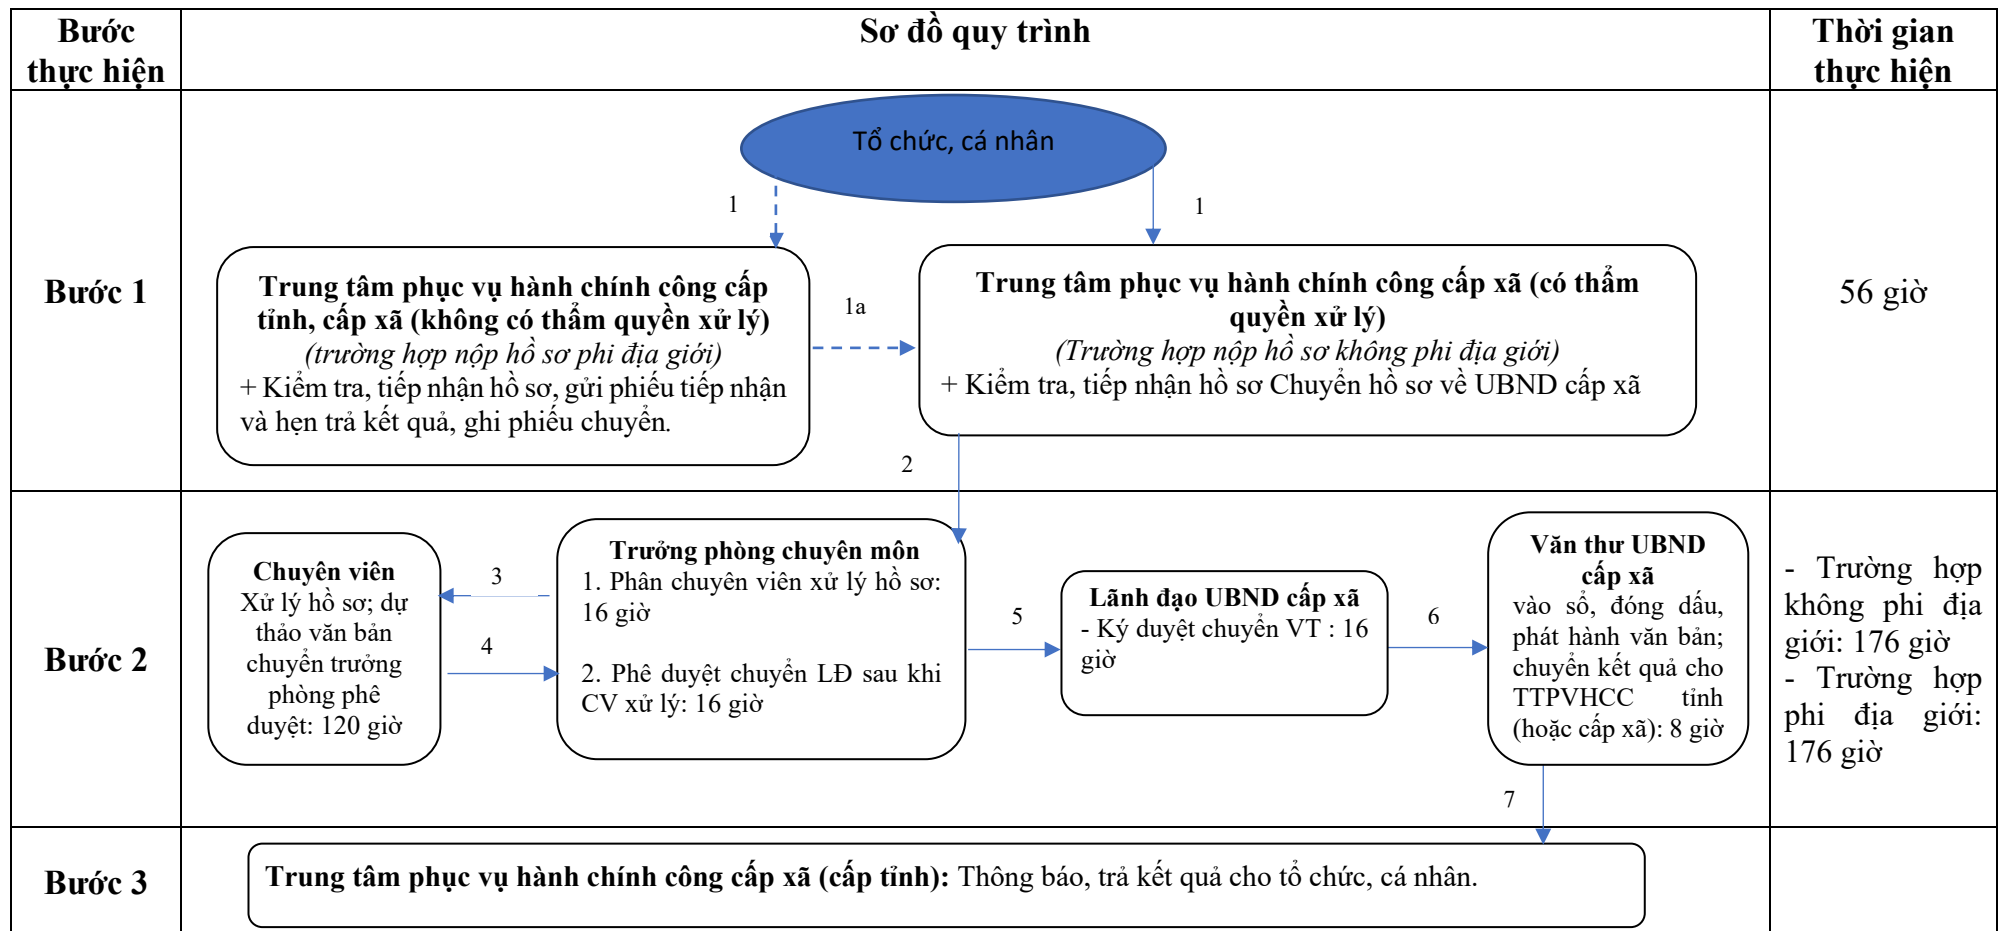 Bước
thực hiện
Sơ đồ quy trình
Thời gian
thực hiện
Bước 1
Tổ chức, cá nhân
1
1
Trung tâm phục vụ hành chính công cấp
tỉnh, cấp xã (không có thẩm quyền xử lý)
(trường hợp nộp hồ sơ phi địa giới)
+ Kiểm tra, tiếp nhận hồ sơ, gửi phiếu tiếp nhận
và hẹn trả kết quả, ghi phiếu chuyển.
1a
Trung tâm phục vụ hành chính công cấp xã (có thẩm
quyền xử lý)
(Trường hợp nộp hồ sơ không phi địa giới)
+ Kiểm tra, tiếp nhận hồ sơ Chuyển hồ sơ về UBND cấp xã
56 giờ
2
Bước 2
Chuyên viên
Xử lý hồ sơ; dự
thảo văn bản
chuyển trưởng
phòng phê
duyệt: 120 giờ
3
4
Trưởng phòng chuyên môn
1. Phân chuyên viên xử lý hồ sơ:
16 giờ
2. Phê duyệt chuyển LĐ sau khi
CV xử lý: 16 giờ
5
Lãnh đạo UBND cấp xã
- Ký duyệt chuyển VT : 16
giờ
6
Văn thư UBND
cấp xã
vào sổ, đóng dấu,
phát hành văn bản;
chuyển kết quả cho
TTPVHCC tỉnh
(hoặc cấp xã): 8 giờ
- Trường hợp
không phi địa
giới: 176 giờ
- Trường hợp
phi địa giới:
176 giờ
7
Bước 3
Trung tâm phục vụ hành chính công cấp xã (cấp tỉnh): Thông báo, trả kết quả cho tổ chức, cá nhân.